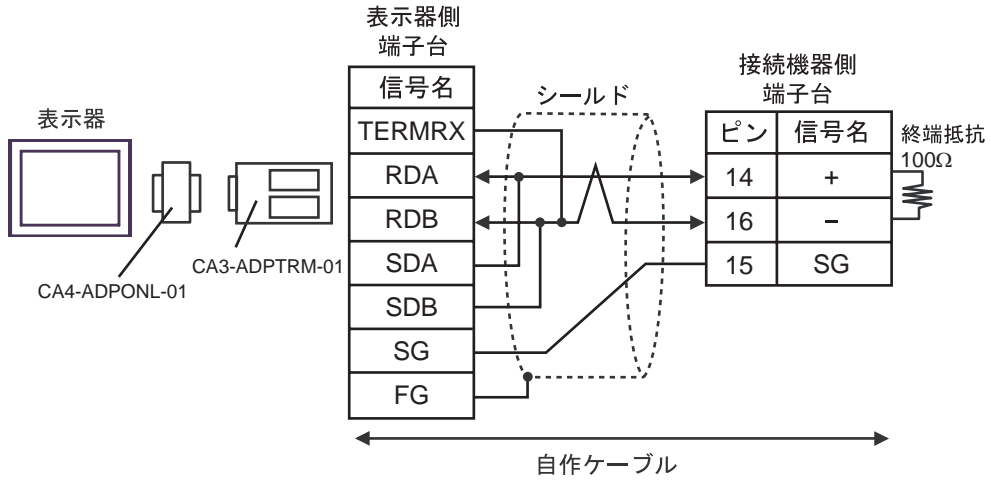 表示器側
端子台
接続機器側
端子台
表示器
信号名
シールド
TERMRX
ピン 信号名
終端抵抗
100Ω
RDA
14 +
RDB
16 −
SDA
15 SG
CA3-ADPTRM-01
CA4-ADPONL-01
SDB
SG
FG
自作ケーブル